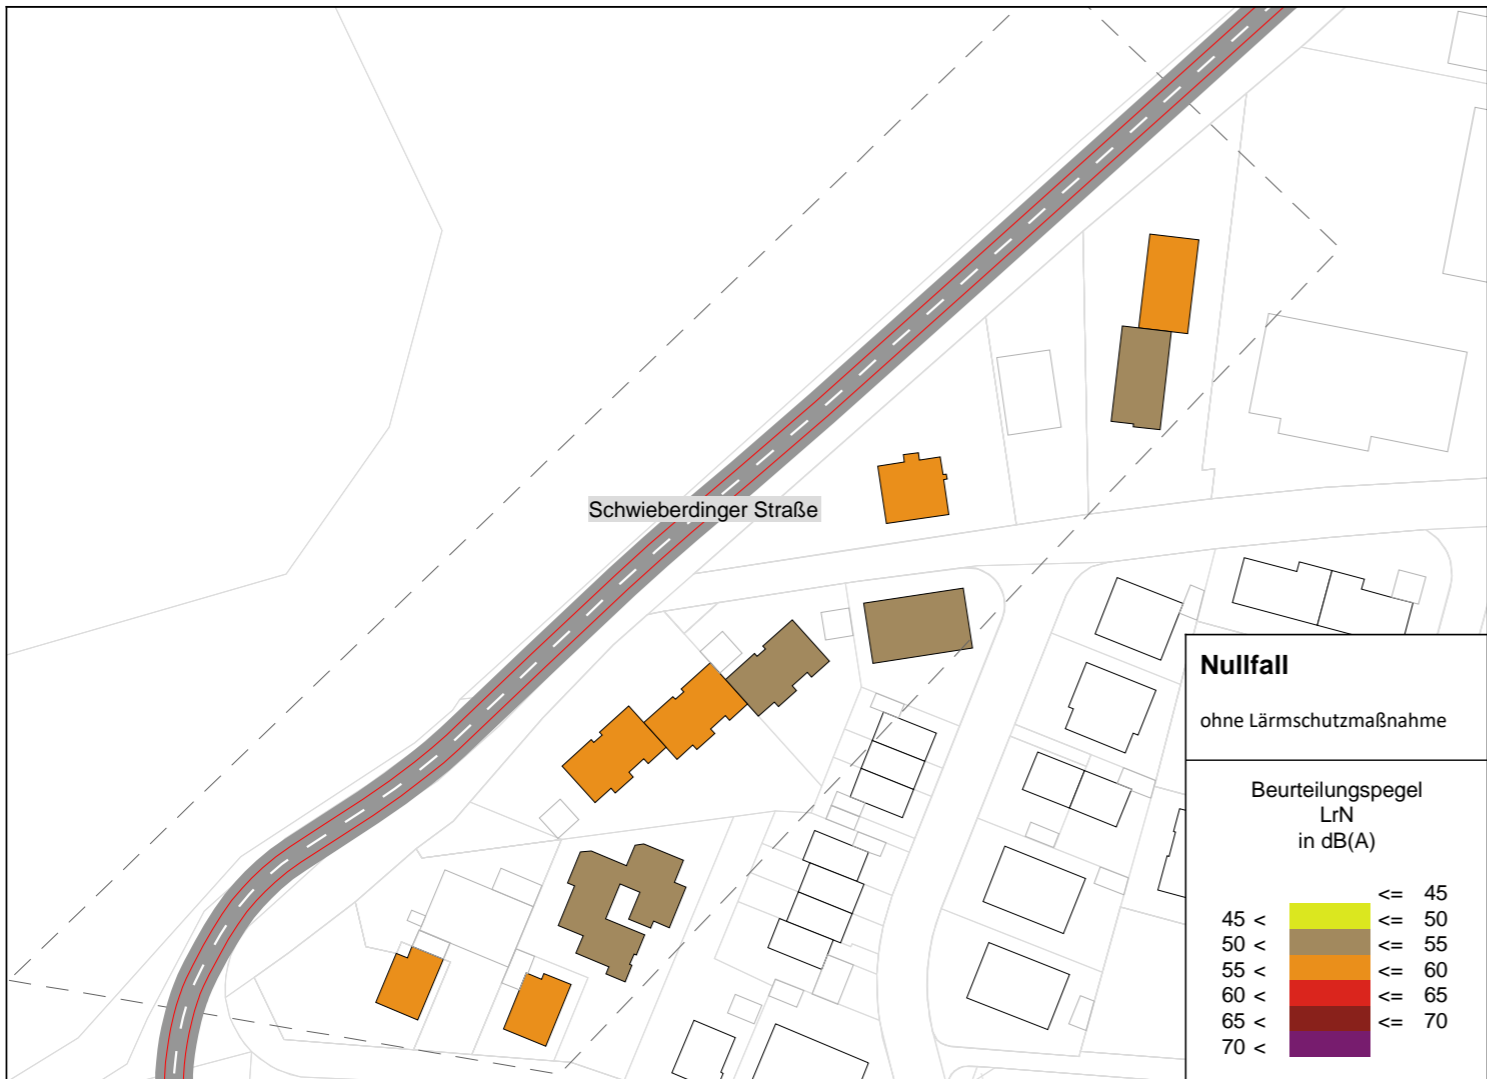 Schwieberdinger Straße
Nullfall
ohne Lärmschutzmaßnahme
Beurteilungspegel
LrN
in dB(A)
<= 45
45 < <= 50
50 < <= 55
55 < <= 60
60 < <= 65
65 < <= 70
70 <